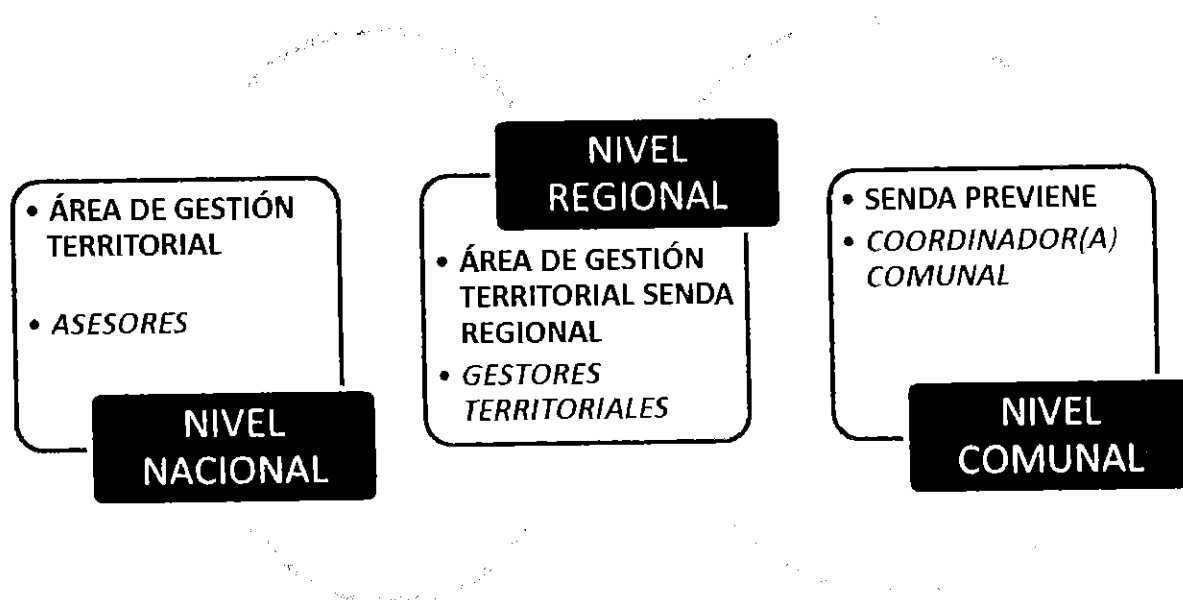 • ÁREA DE GESTIÓN
TERRITORIAL
• ASESORES
NIVEL
NACIONAL
NIVEL
REGIONAL
• ÁREA DE GESTIÓN
TERRITORIAL SENDA
REGIONAL
• GESTORES
TERRITORIALES
• SENDA PREVIENE
• COORDINADOR(A)
COMUNAL
NIVEL
COMUNAL